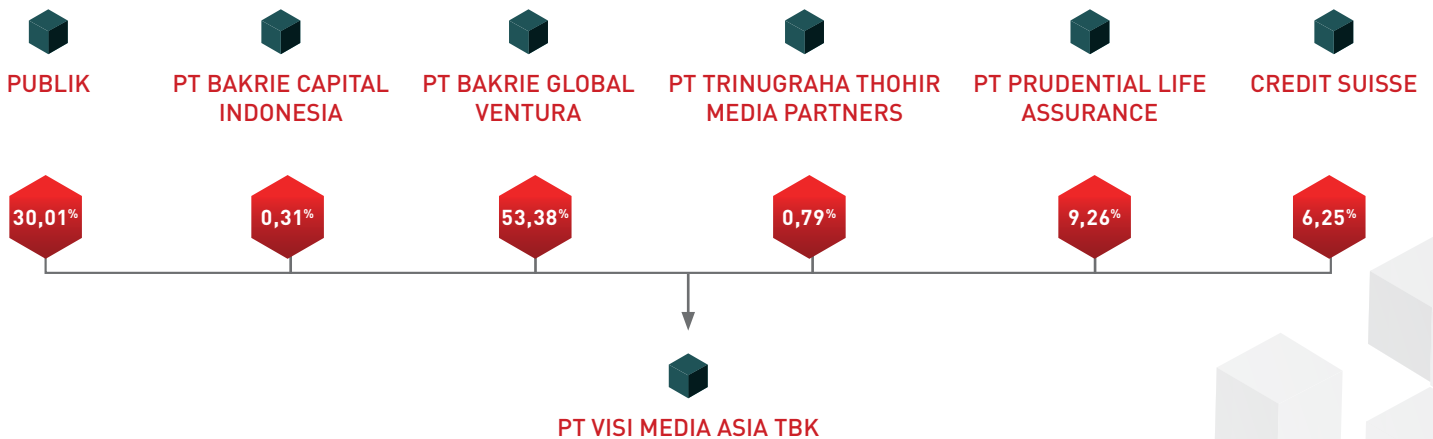 PUBLIK
PT BAKRIE CAPITAL
INDONESIA
PT BAKRIE GLOBAL
VENTURA
PT TRINUGRAHA THOHIR
MEDIA PARTNERS
PT PRUDENTIAL LIFE
ASSURANCE
CREDIT SUISSE
30,01%
0,31%
53,38%
0,79%
9,26%
6,25%
PT VISI MEDIA ASIA TBK